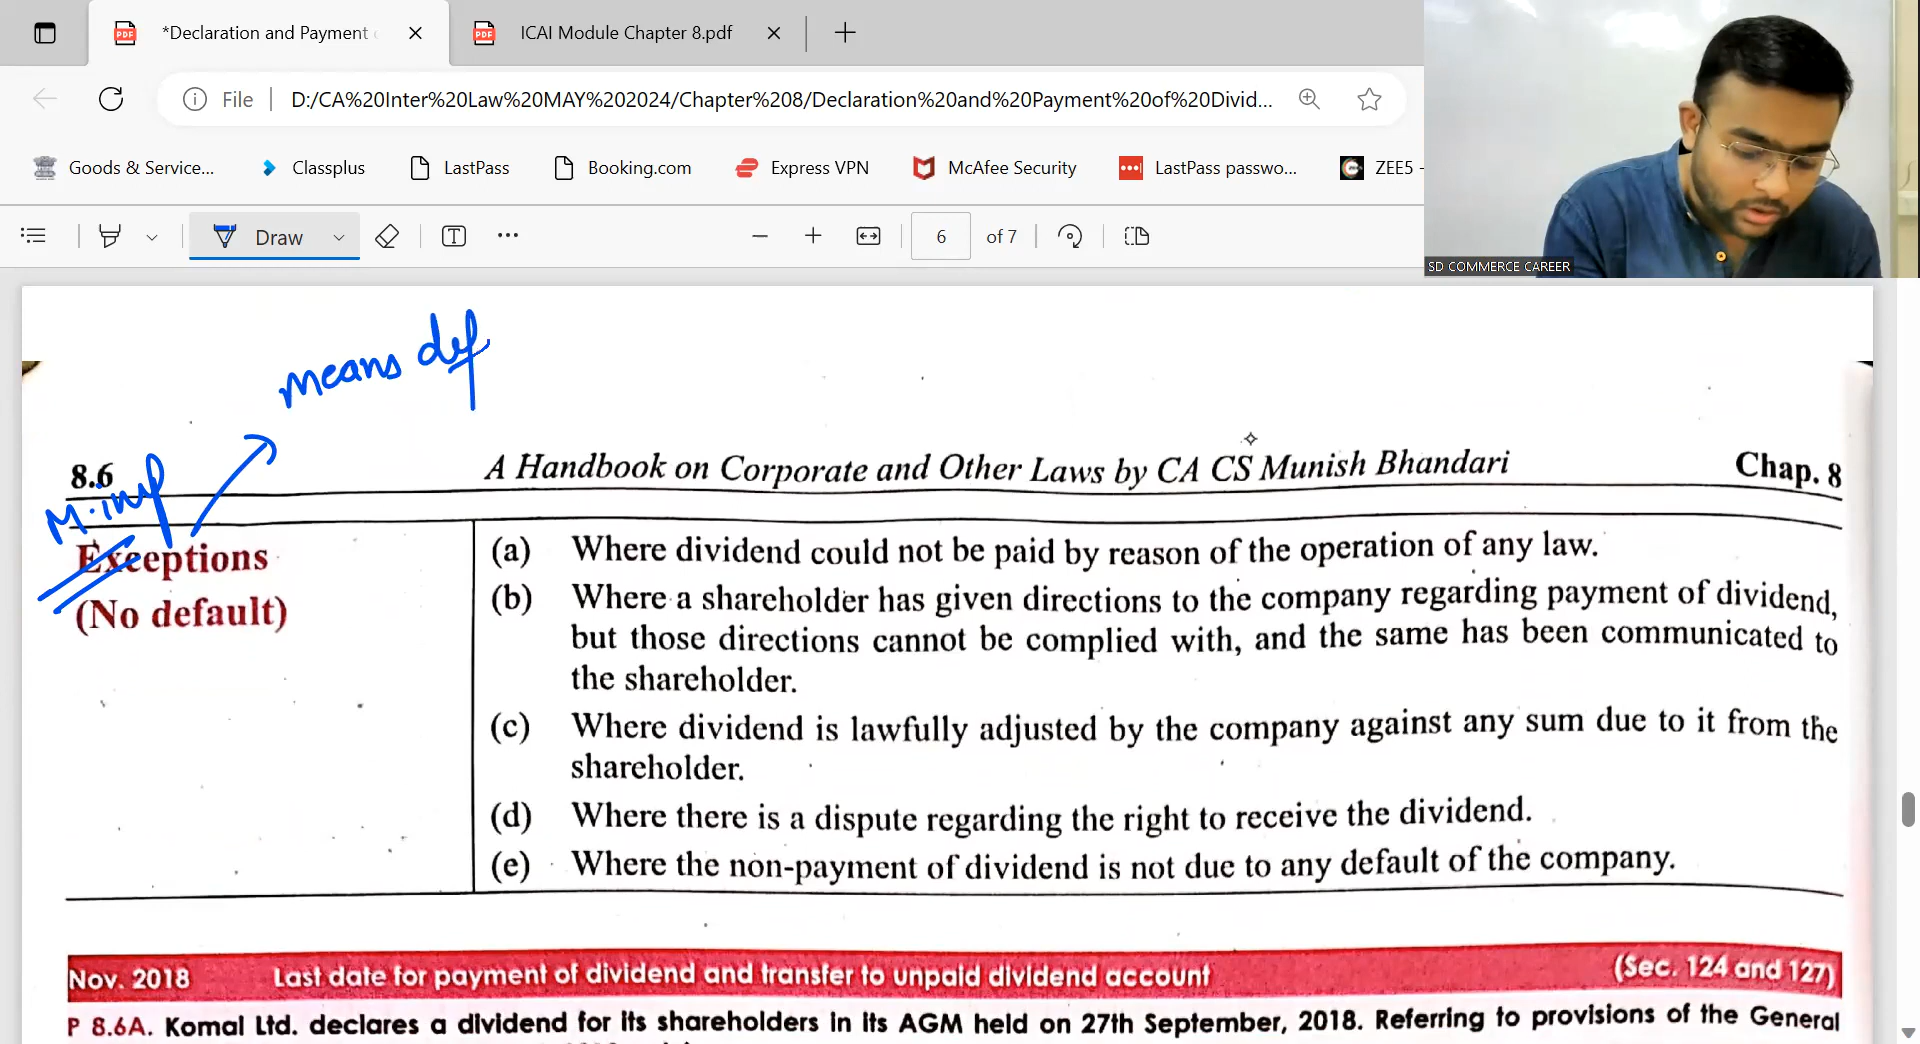 *Declaration and Payment
ICAI Module Chapter 8.pdf
File
D:/CA%20Inter%20Law%20MAY%202024/Chapter%208/Declaration%20and%20Payment%20of%20Divid...
Goods & Service...
Classplus
LastPass
Booking.com
Express VPN
McAfee Security
LastPass passwo...
ZEE5 -
Draw
6
of 7
SD COMMERCE CAREER
means def
8.6
A Handbook on Corporate and Other Laws by CA CS Munish Bhandari
Chap. 8
M.imp
Exceptions
(No default)
(a) Where dividend could not be paid by reason of the operation of any law.
(b) Where a shareholder has given directions to the company regarding payment of dividend,
but those directions cannot be complied with, and the same has been communicated to
the shareholder.
(c) Where dividend is lawfully adjusted by the company against any sum due to it from the
shareholder.
(d) Where there is a dispute regarding the right to receive the dividend.
(e) Where the non-payment of dividend is not due to any default of the company.
Nov. 2018 Last date for payment of dividend and transfer to unpaid dividend account (Sec. 124 and 127)
P 8.6A. Komal Ltd. declares a dividend for its shareholders in its AGM held on 27th September, 2018. Referring to provisions of the General